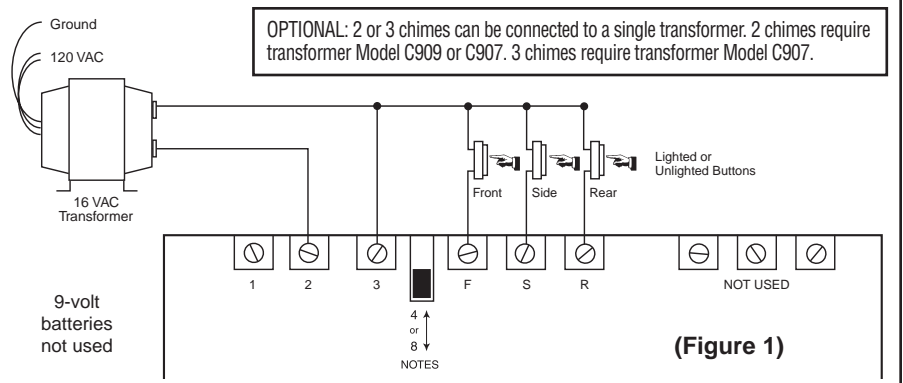 Ground
120 VAC
OPTIONAL: 2 or 3 chimes can be connected to a single transformer. 2 chimes require
transformer Model C909 or C907. 3 chimes require transformer Model C907.
16 VAC
Transformer
Front
Side
Rear
Lighted or
Unlighted Buttons
1
2
3
F
S
R
NOT USED
4
or
8
NOTES
9-volt
batteries
not used
(Figure 1)